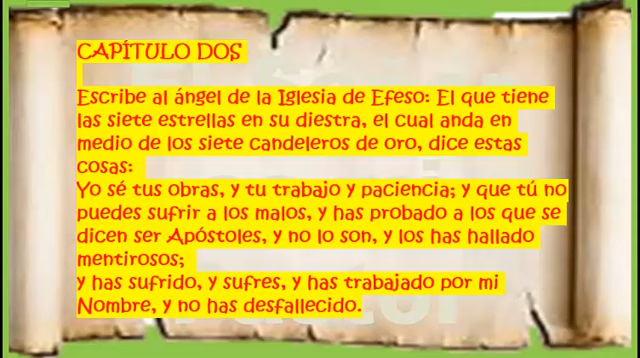 CAPÍTULO DOS
Escribe al ángel de la Iglesia de Efeso: El que tiene
las siete estrellas en su diestra, el cual anda en
medio de los siete candeleros de oro, dice estas
cosas:
Yo sé tus obras, y tu trabajo y paciencia; y que tú no
puedes sufrir a los malos, y has probado a los que se
dicen ser Apóstoles, y no lo son, y los has hallado
mentirosos;
y has sufrido, y sufres, y has trabajado por mi
Nombre, y no has desfallecido.